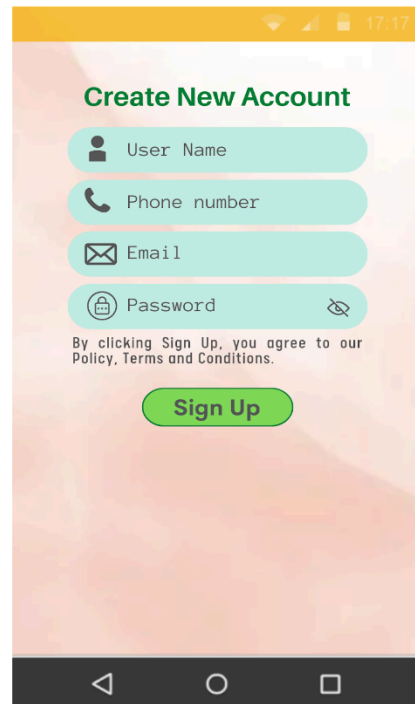 17:17
Create New Account
User Name
Phone number
Email
Password
By clicking Sign Up, you agree to our
Policy, Terms and Conditions.
Sign Up